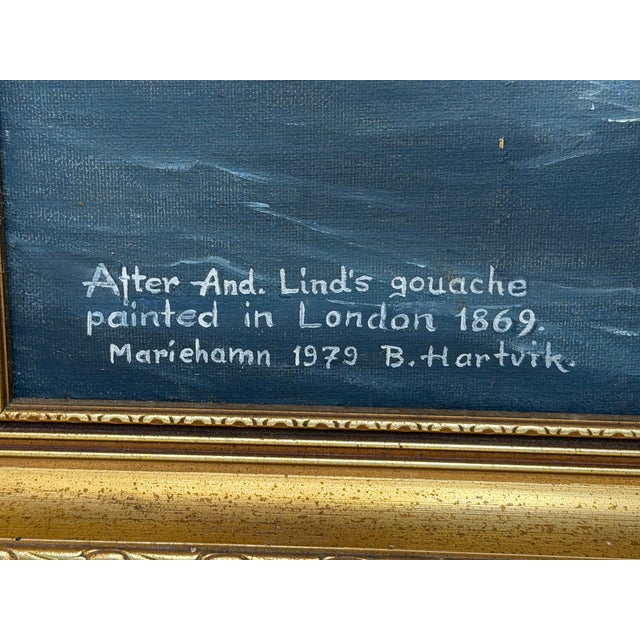 After And. Lind's gouache
painted in London 1869.
Mariehamn 1979 B. Hartvik.